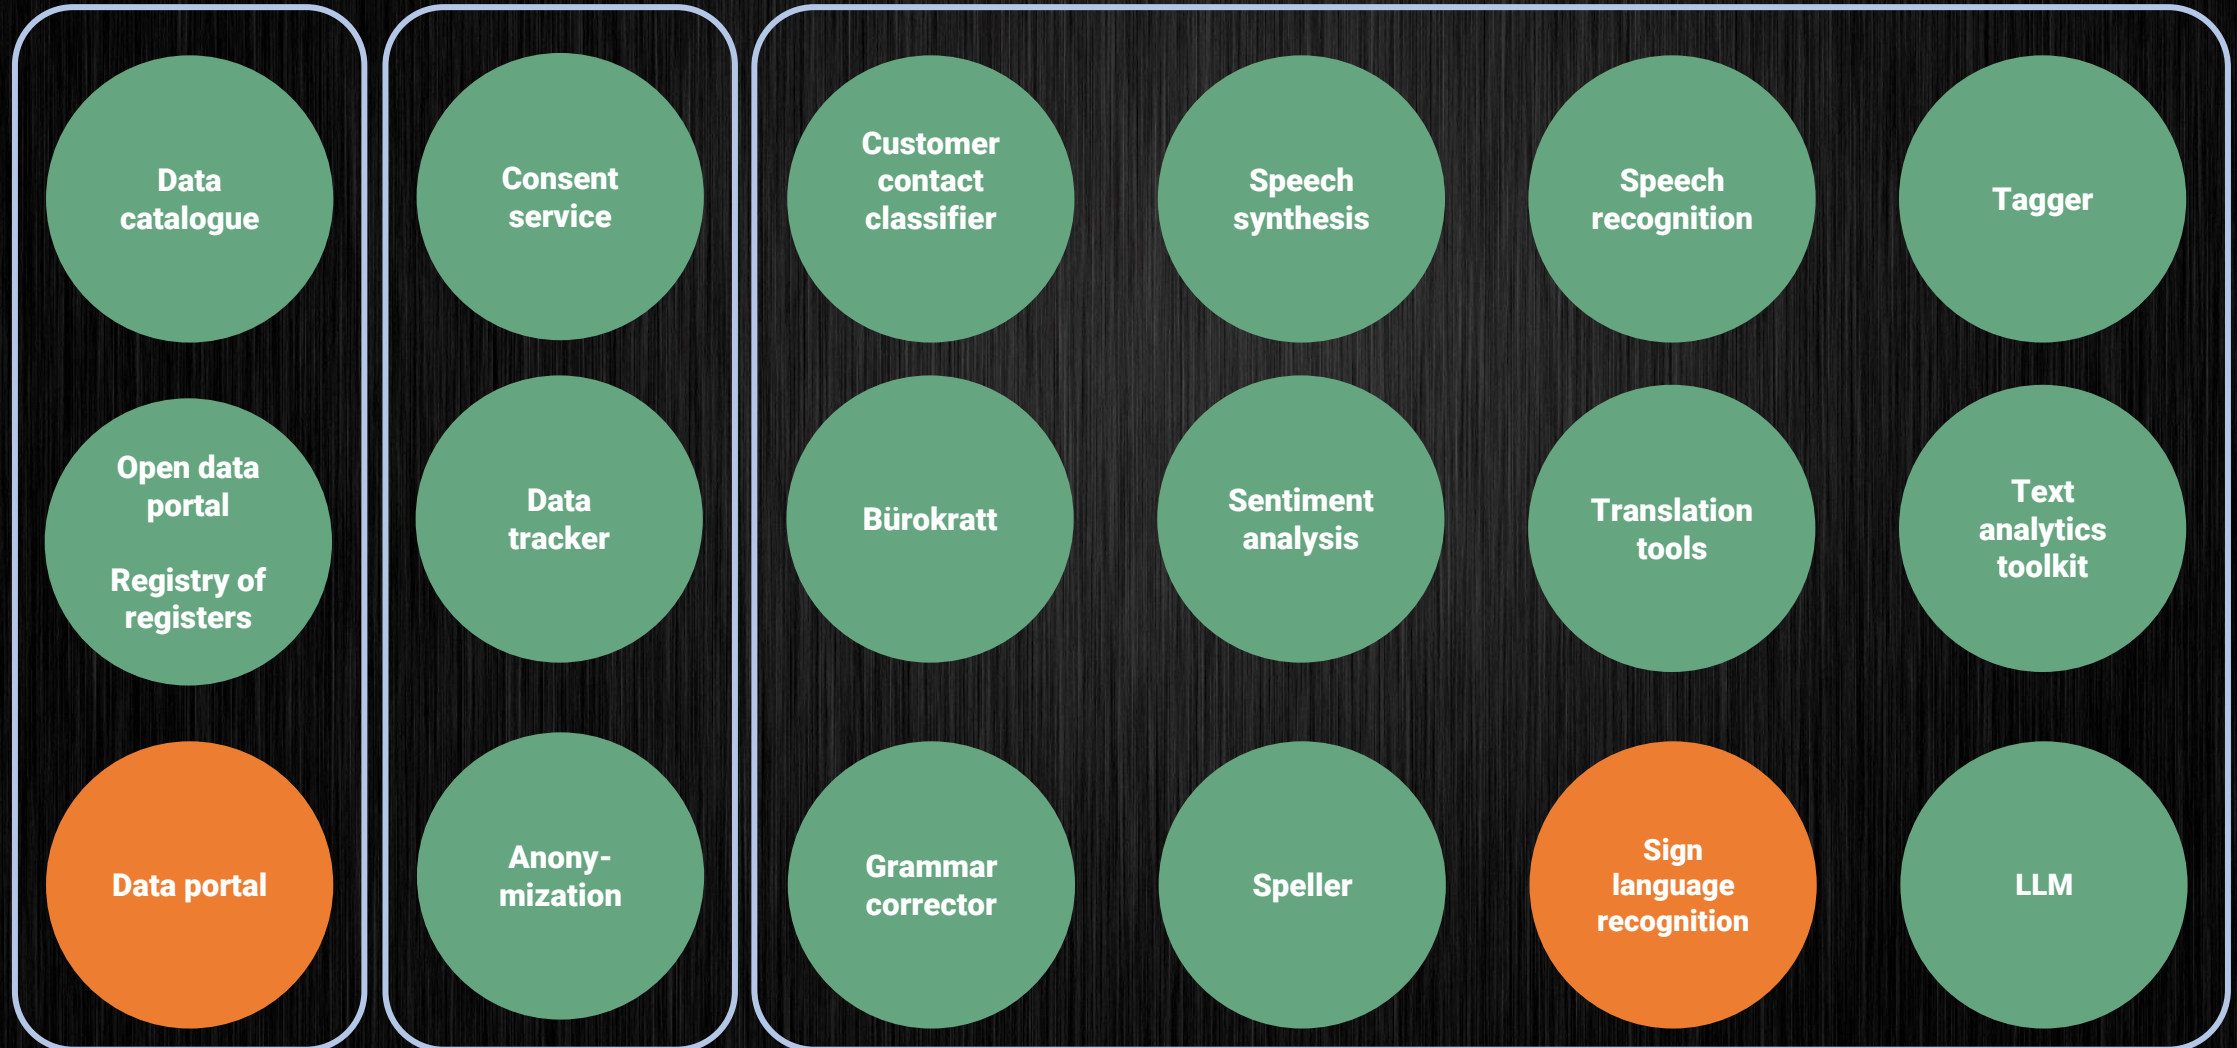 Data
catalogue
Open data
portal
Registry of
registers
Data portal
Consent
service
Data
tracker
Anony-
mization
Customer
contact
classifier
Speech
synthesis
Speech
recognition
Tagger
Bürokratt
Sentiment
analysis
Translation
tools
Text
analytics
toolkit
Grammar
corrector
Speller
Sign
language
recognition
LLM